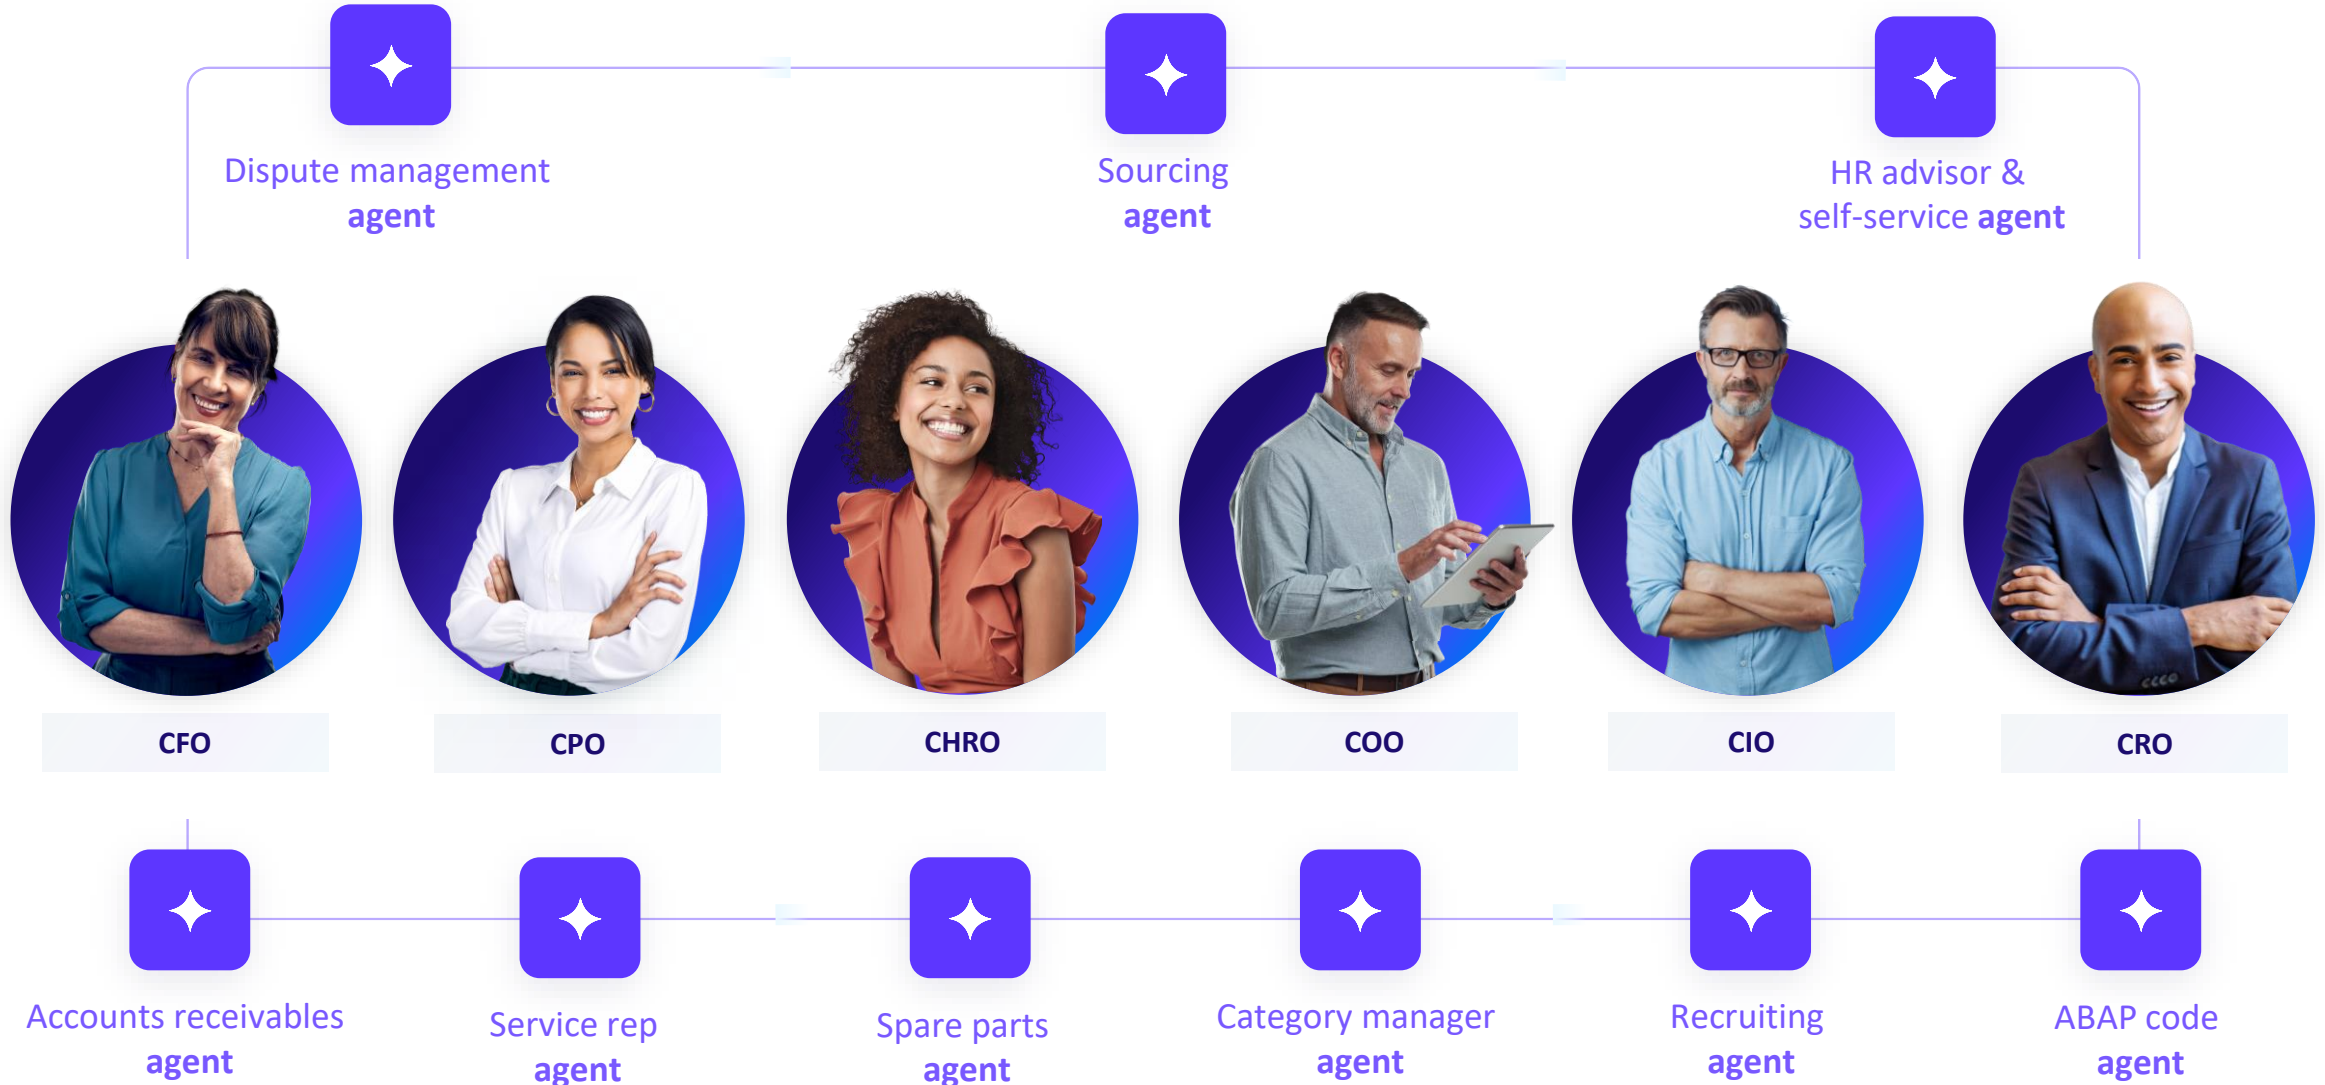 Dispute management
agent
Sourcing
agent
HR advisor &
self-service agent
CFO
CPO
CHRO
COO
CIO
CRO
Accounts receivables
agent
Service rep
agent
Spare parts
agent
Category manager
agent
Recruiting
agent
ABAP code
agent